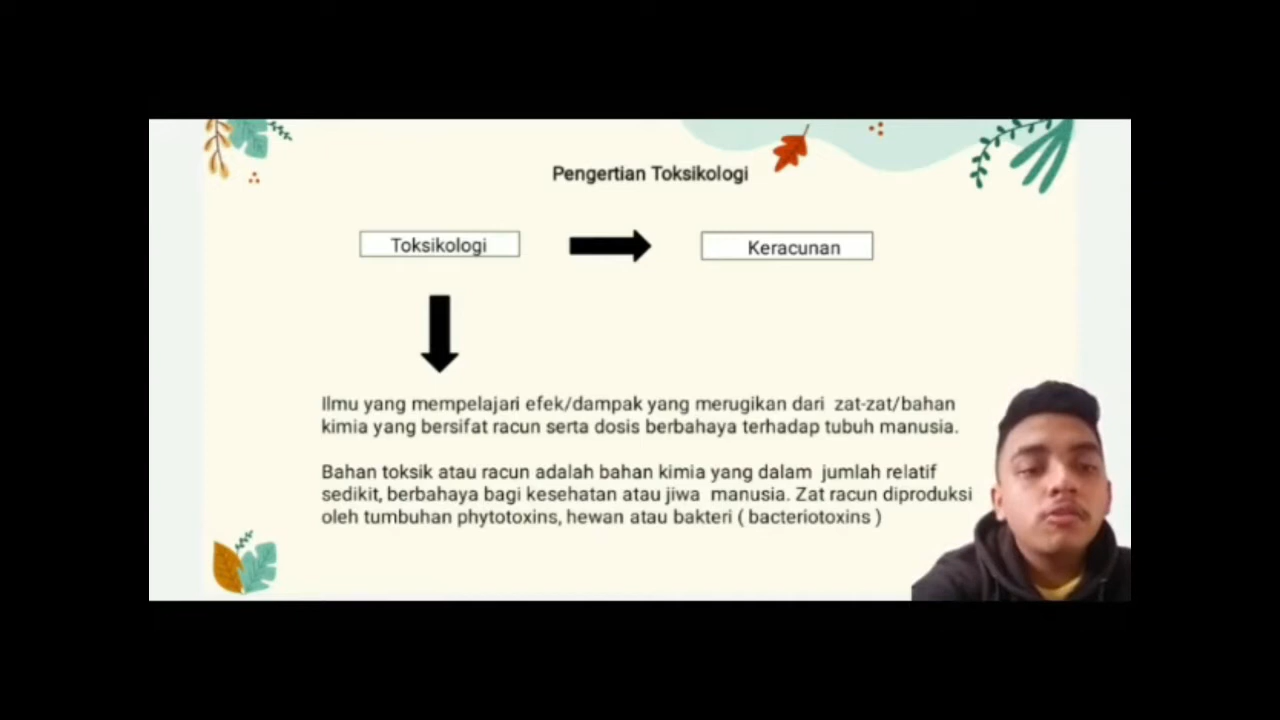 Pengertian Toksikologi
Toksikologi
Keracunan
Ilmu yang mempelajari efek/dampak yang merugikan dari zat-zat/bahan
kimia yang bersifat racun serta dosis berbahaya terhadap tubuh manusia.
Bahan toksik atau racun adalah bahan kimia yang dalam jumlah relatif
sedikit, berbahaya bagi kesehatan atau jiwa manusia. Zat racun diproduksi
oleh tumbuhan phytotoxins, hewan atau bakteri ( bacteriotoxins )